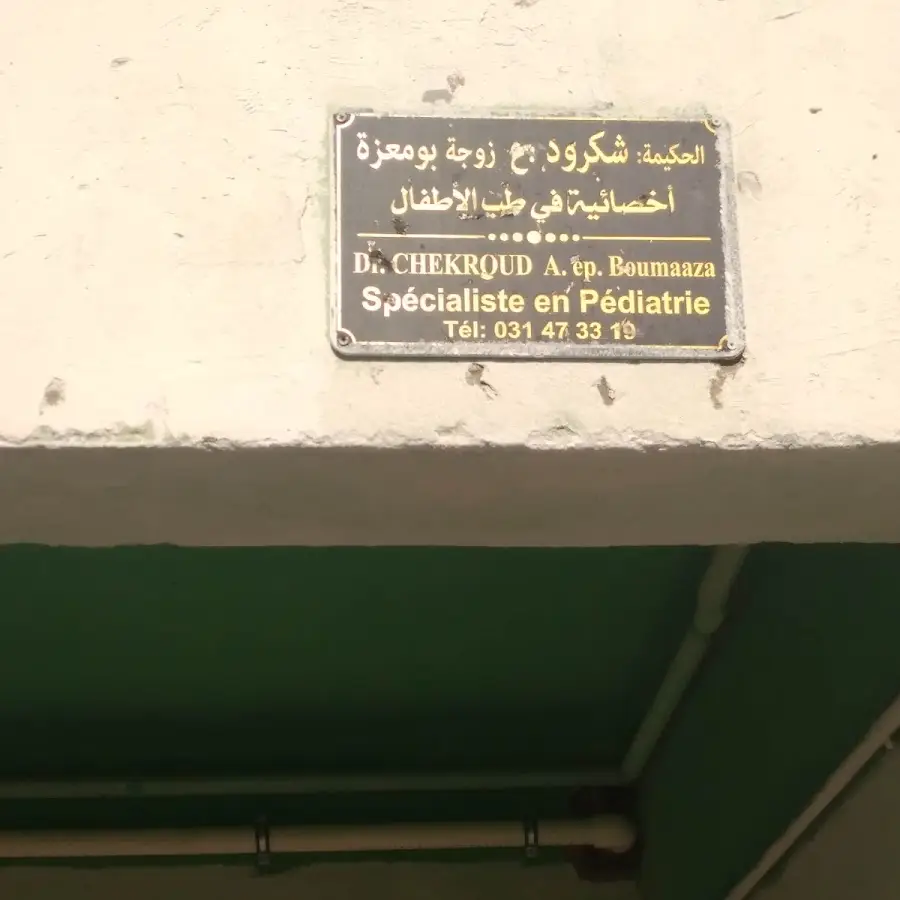 الحكيمة: شكرود .ع زوجة بومعزة
أخصائية في طب الأطفال
Dr. CHEKROUD A. ep. Boumaaza
Spécialiste en Pédiatrie
Tél: 031 47 33 19